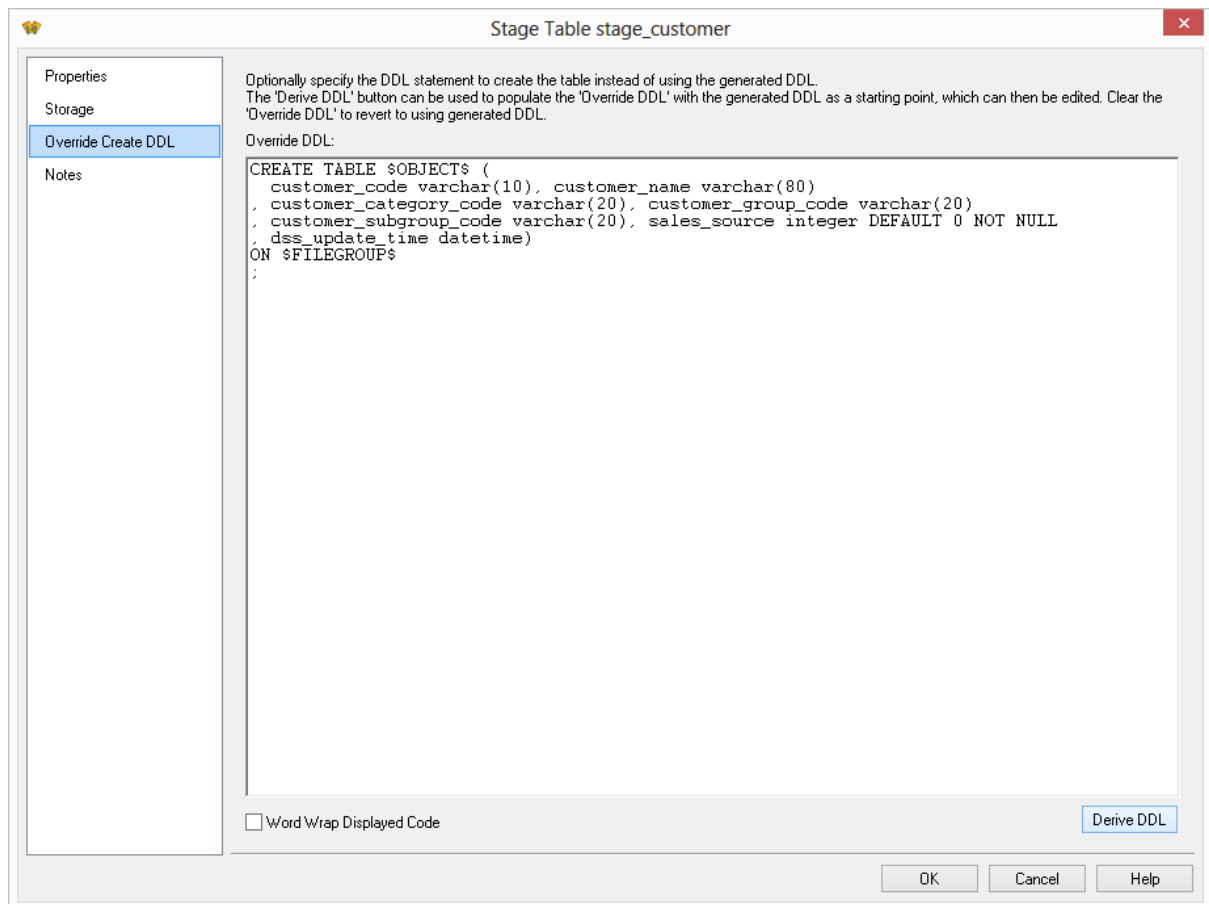 Stage Table stage_customer
Properties
Storage
Override Create DDL
Notes
Optionally specify the DDL statement to create the table instead of using the generated DDL.
The 'Derive DDL' button can be used to populate the 'Override DDL' with the generated DDL as a starting point, which can then be edited. Clear the
'Override DDL' to revert to using generated DDL.
Override DDL:
CREATE TABLE $OBJECT$ (
  customer_code varchar(10), customer_name varchar(80)
, customer_category_code varchar(20), customer_group_code varchar(20)
, customer_subgroup_code varchar(20), sales_source integer DEFAULT 0 NOT NULL
, dss_update_time datetime)
ON $FILEGROUP$
;
Word Wrap Displayed Code
Derive DDL
OK
Cancel
Help